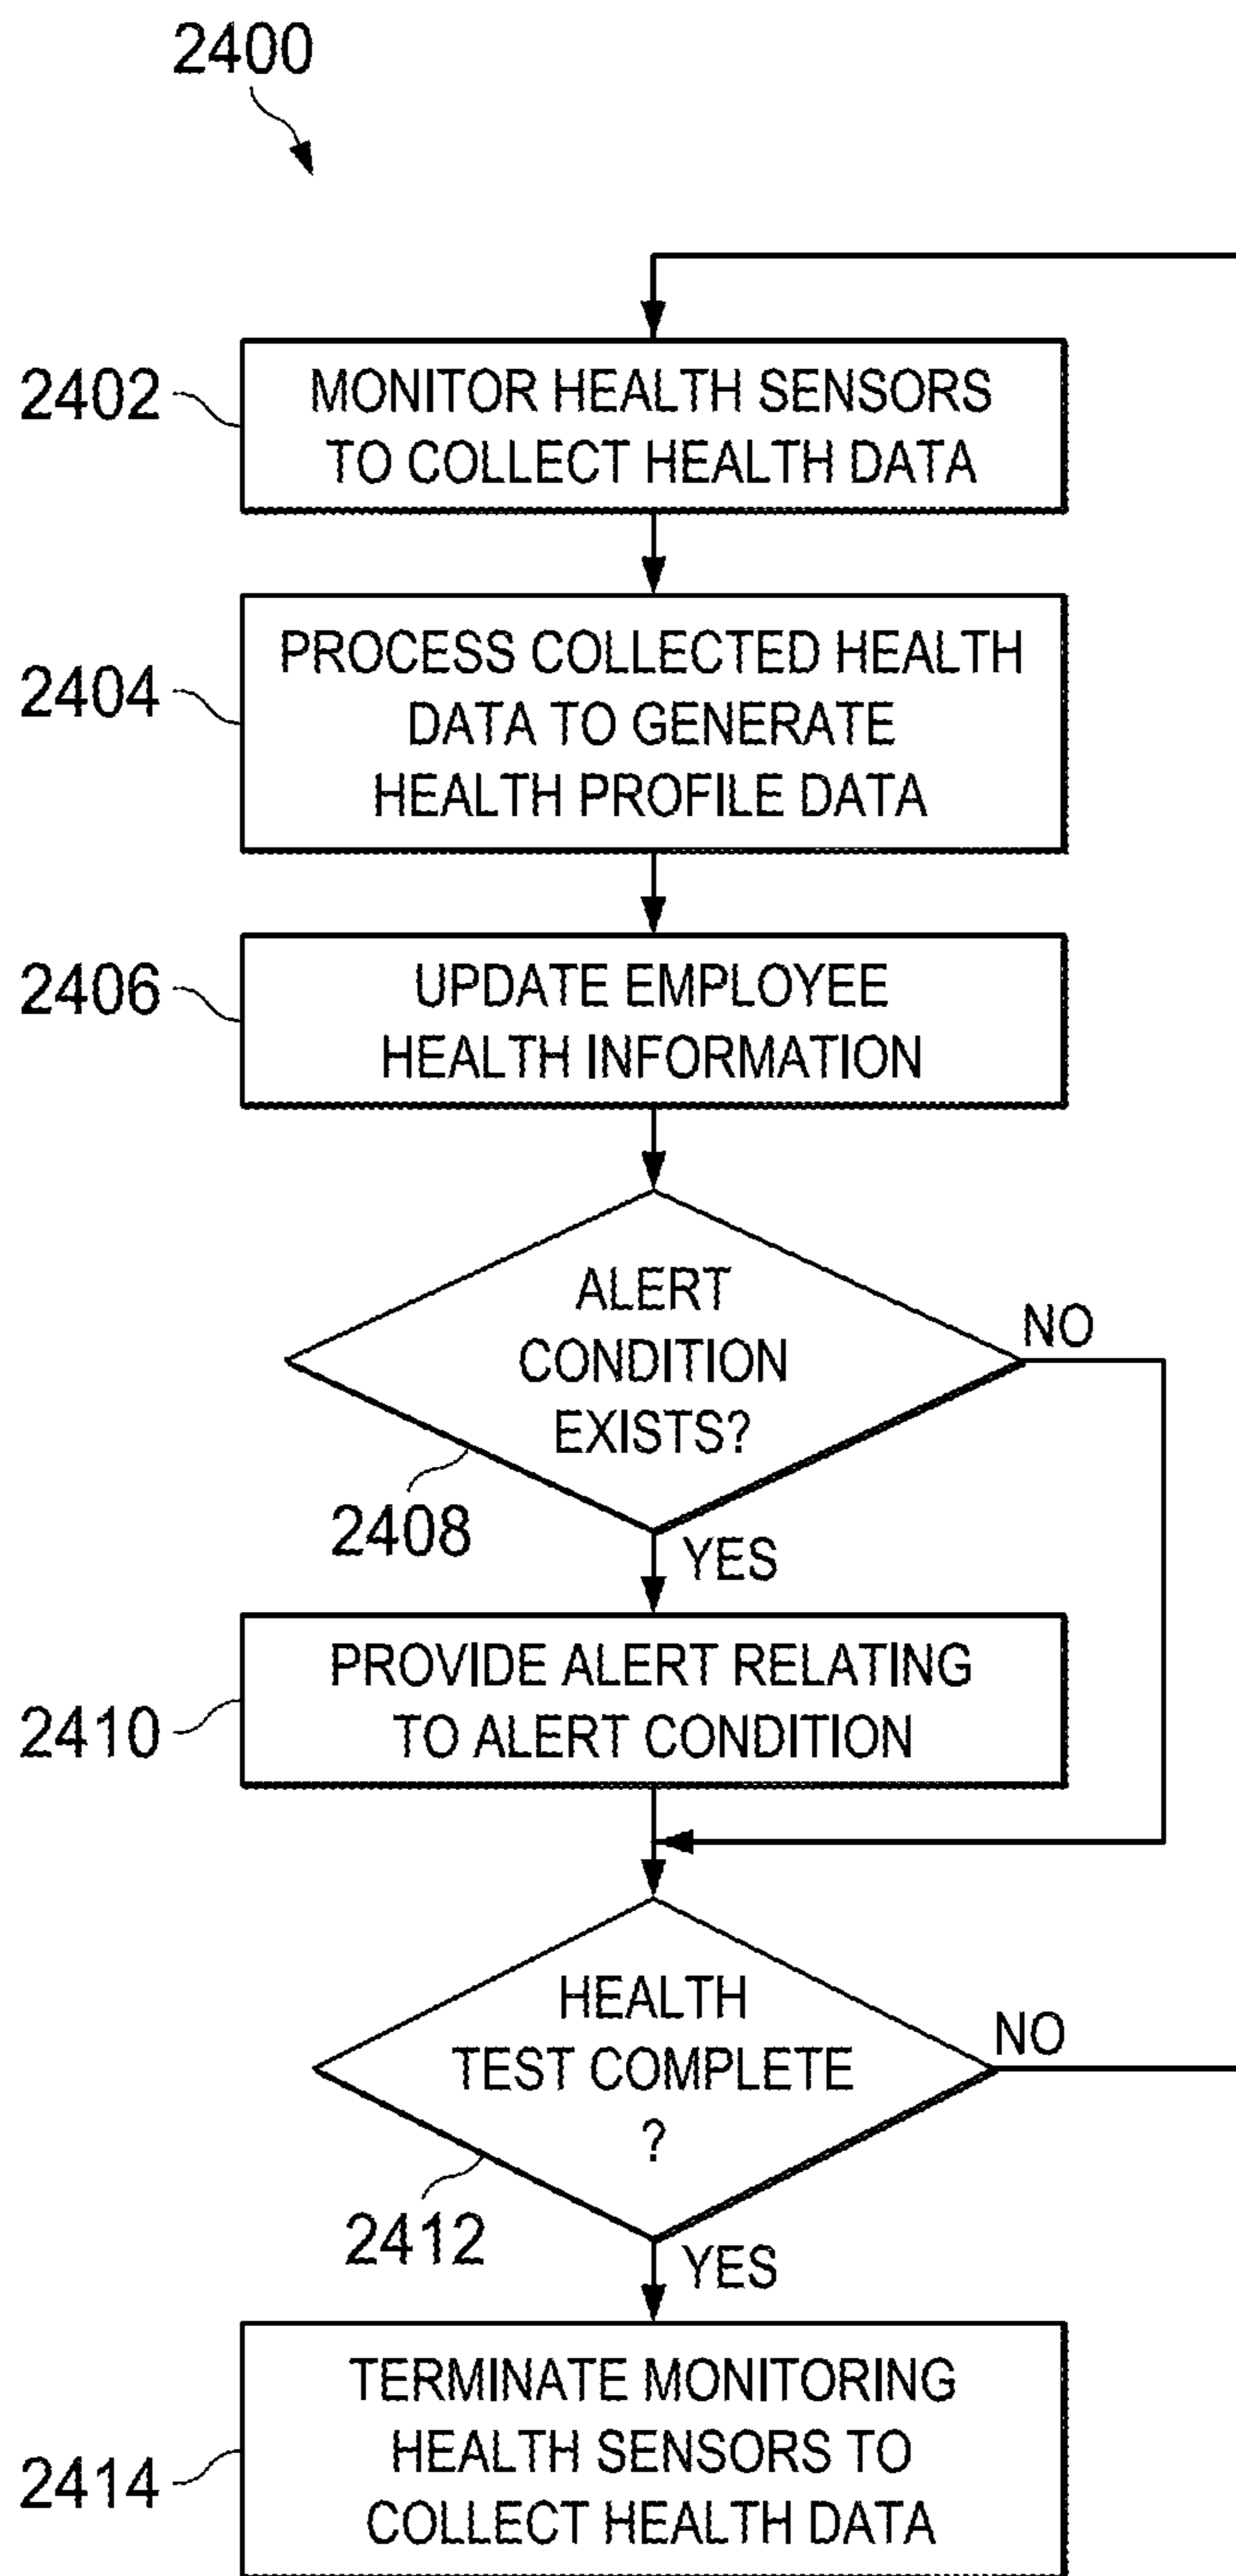 2400
2402
MONITOR HEALTH SENSORS
TO COLLECT HEALTH DATA
2404
PROCESS COLLECTED HEALTH
DATA TO GENERATE
HEALTH PROFILE DATA
2406
UPDATE EMPLOYEE
HEALTH INFORMATION
ALERT
CONDITION
EXISTS?
NO
2408
YES
2410
PROVIDE ALERT RELATING
TO ALERT CONDITION
HEALTH
TEST COMPLETE
?
NO
2412
YES
2414
TERMINATE MONITORING
HEALTH SENSORS TO
COLLECT HEALTH DATA